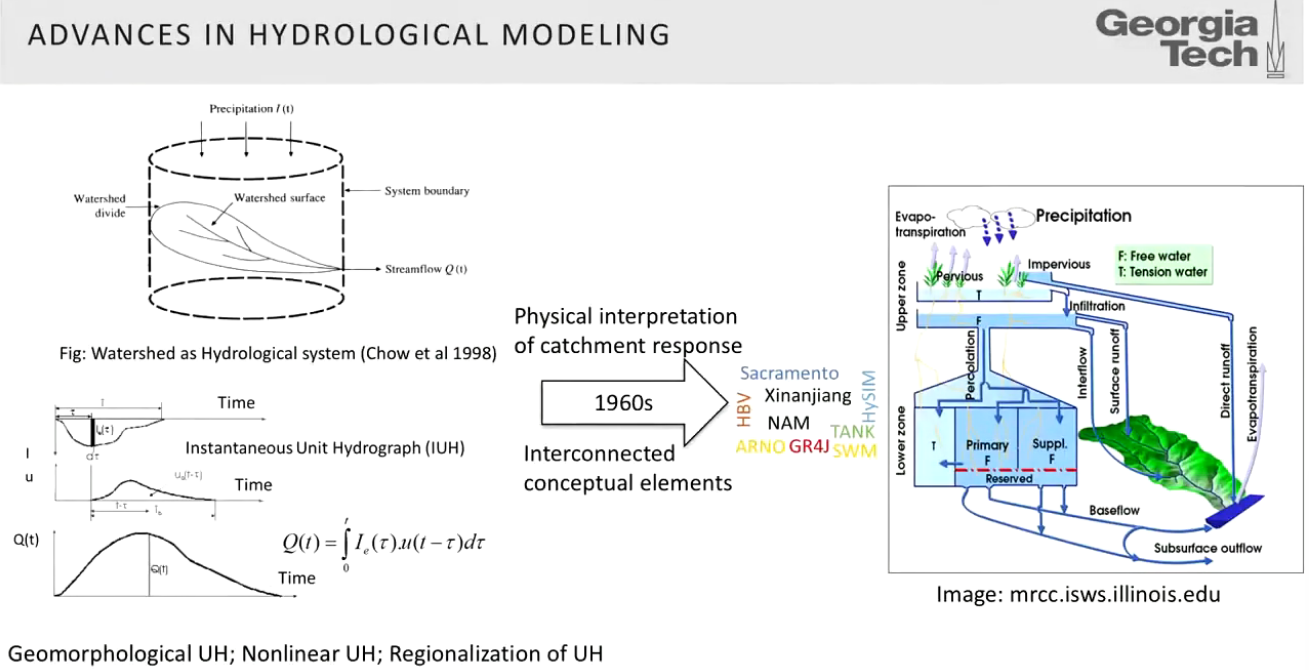 ADVANCES IN HYDROLOGICAL MODELING
Georgia
Tech
Precipitation I (t)
Watershed
divide
Watershed surface
System boundary
Streamflow Q (t)
Fig: Watershed as Hydrological system (Chow et al 1998)
Time
T
τ
I(τ)
dτ
I
Instantaneous Unit Hydrograph (IUH)
u
Time
t-τ
Q(t)
Q(t)
Time
Q(t) = ∫₀ᵗ Iₑ(τ).u(t − τ)dτ
Geomorphological UH; Nonlinear UH; Regionalization of UH
Physical interpretation
of catchment response
1960s
Interconnected
conceptual elements
Sacramento
HBV
Xinanjiang
HySIM
NAM
TANK
ARNO GR4J SWM
Evapo-
transpiration
Precipitation
Pervious
Impervious
F: Free water
T: Tension water
Upper zone
T
Infiltration
F
Percolation
Interflow
Surface runoff
Direct runoff
Evapotranspiration
Lower zone
T
Primary
F
Suppl.
F
Reserved
Baseflow
Subsurface outflow
Image: mrcc.isws.illinois.edu